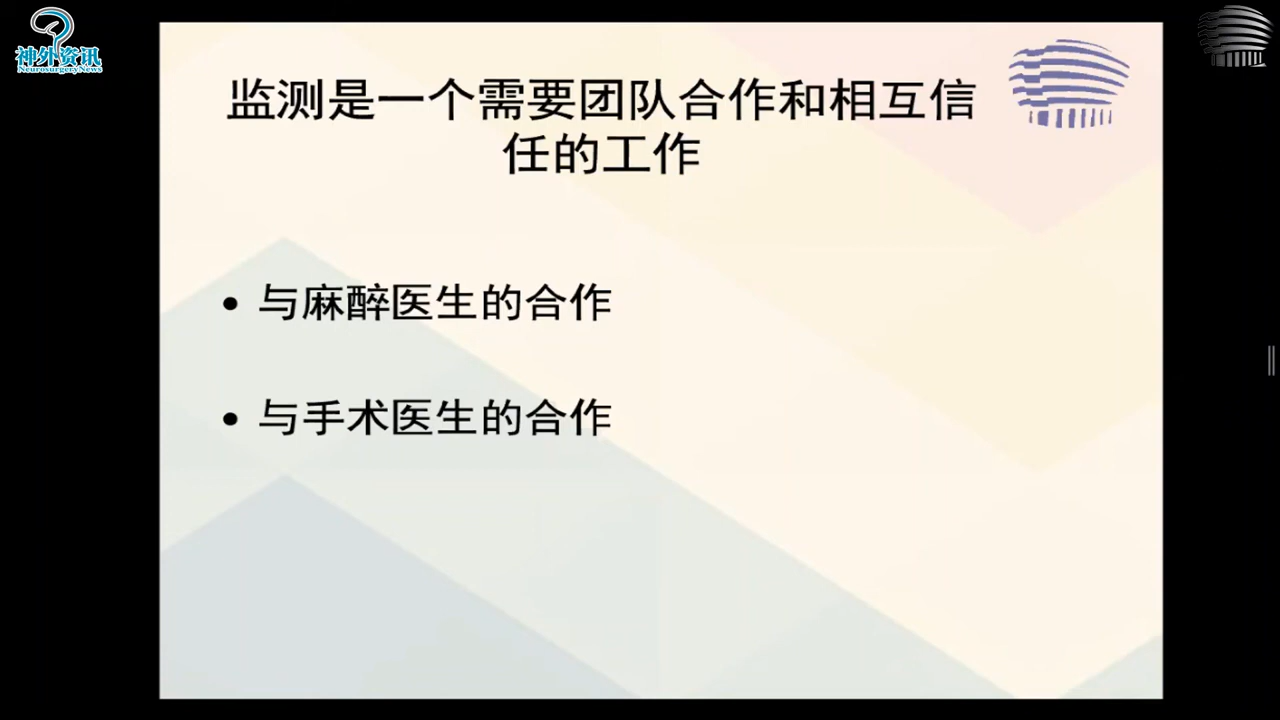 神外资讯
NeurosurgeryNews
监测是一个需要团队合作和相互信
任的工作
• 与麻醉医生的合作
• 与手术医生的合作